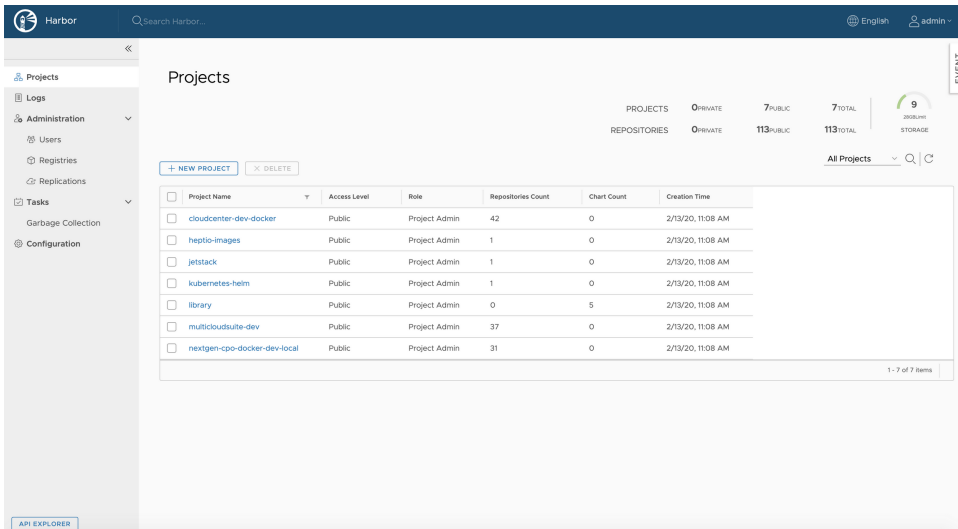 Harbor
Search Harbor...
English
admin
EVENT
Projects
Logs
Administration
Users
Registries
Replications
Tasks
Garbage Collection
Configuration
API EXPLORER
Projects
PROJECTS 0PRIVATE 7PUBLIC 7TOTAL
REPOSITORIES 0PRIVATE 113PUBLIC 113TOTAL
9
STORAGE
+ NEW PROJECT × DELETE
All Projects
Project Name Access Level Role Repositories Count Chart Count Creation Time
cloudcenter-dev-docker Public Project Admin 42 0 2/13/20, 11:08 AM
heptio-images Public Project Admin 1 0 2/13/20, 11:08 AM
jetstack Public Project Admin 1 0 2/13/20, 11:08 AM
kubernetes-helm Public Project Admin 1 0 2/13/20, 11:08 AM
library Public Project Admin 0 5 2/13/20, 11:08 AM
multicloudsuite-dev Public Project Admin 37 0 2/13/20, 11:08 AM
nextgen-cpo-docker-dev-local Public Project Admin 31 0 2/13/20, 11:08 AM
1 - 7 of 7 items